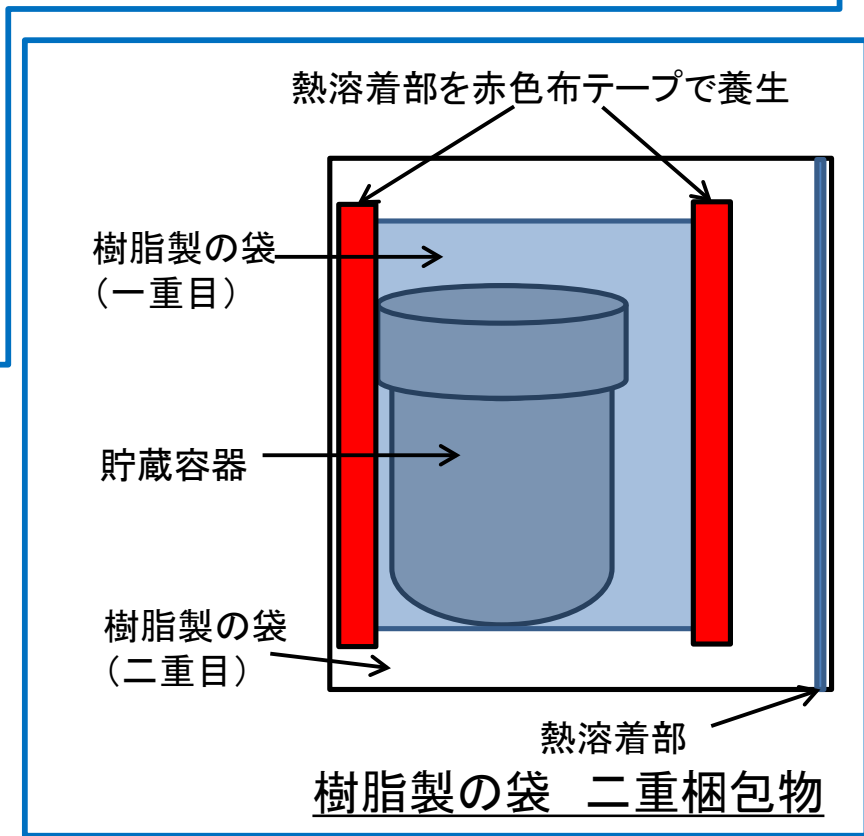 熱溶着部を赤色布テープで養生
樹脂製の袋
（一重目）
貯蔵容器
樹脂製の袋
（二重目）
熱溶着部
樹脂製の袋　二重梱包物